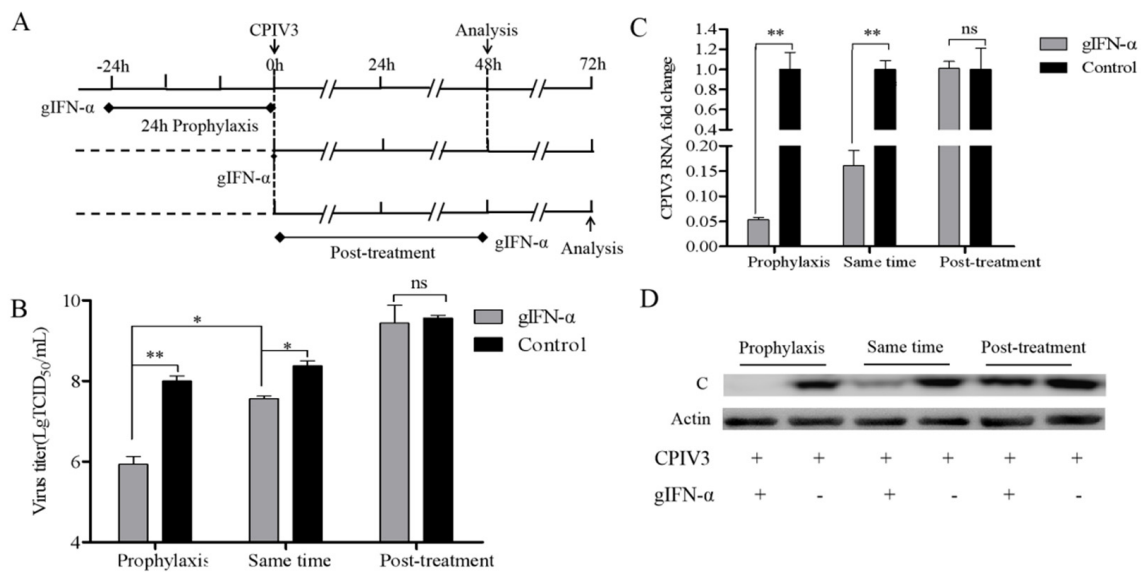 A
CPIV3
Analysis
-24h
0h
24h
48h
72h
gIFN-α
24h Prophylaxis
gIFN-α
Post-treatment
gIFN-α
Analysis
B
Virus titer(LgTCID50/mL)
10
8
6
4
**
*
*
ns
gIFN-α
Control
Prophylaxis
Same time
Post-treatment
C
CPIV3 RNA fold change
1.4
1.2
1.0
0.8
0.6
0.4
0.20
0.15
0.10
0.05
0.00
**
**
ns
gIFN-α
Control
Prophylaxis
Same time
Post-treatment
D
Prophylaxis Same time Post-treatment
C
Actin
CPIV3 + + + + + +
gIFN-α + - + - + -